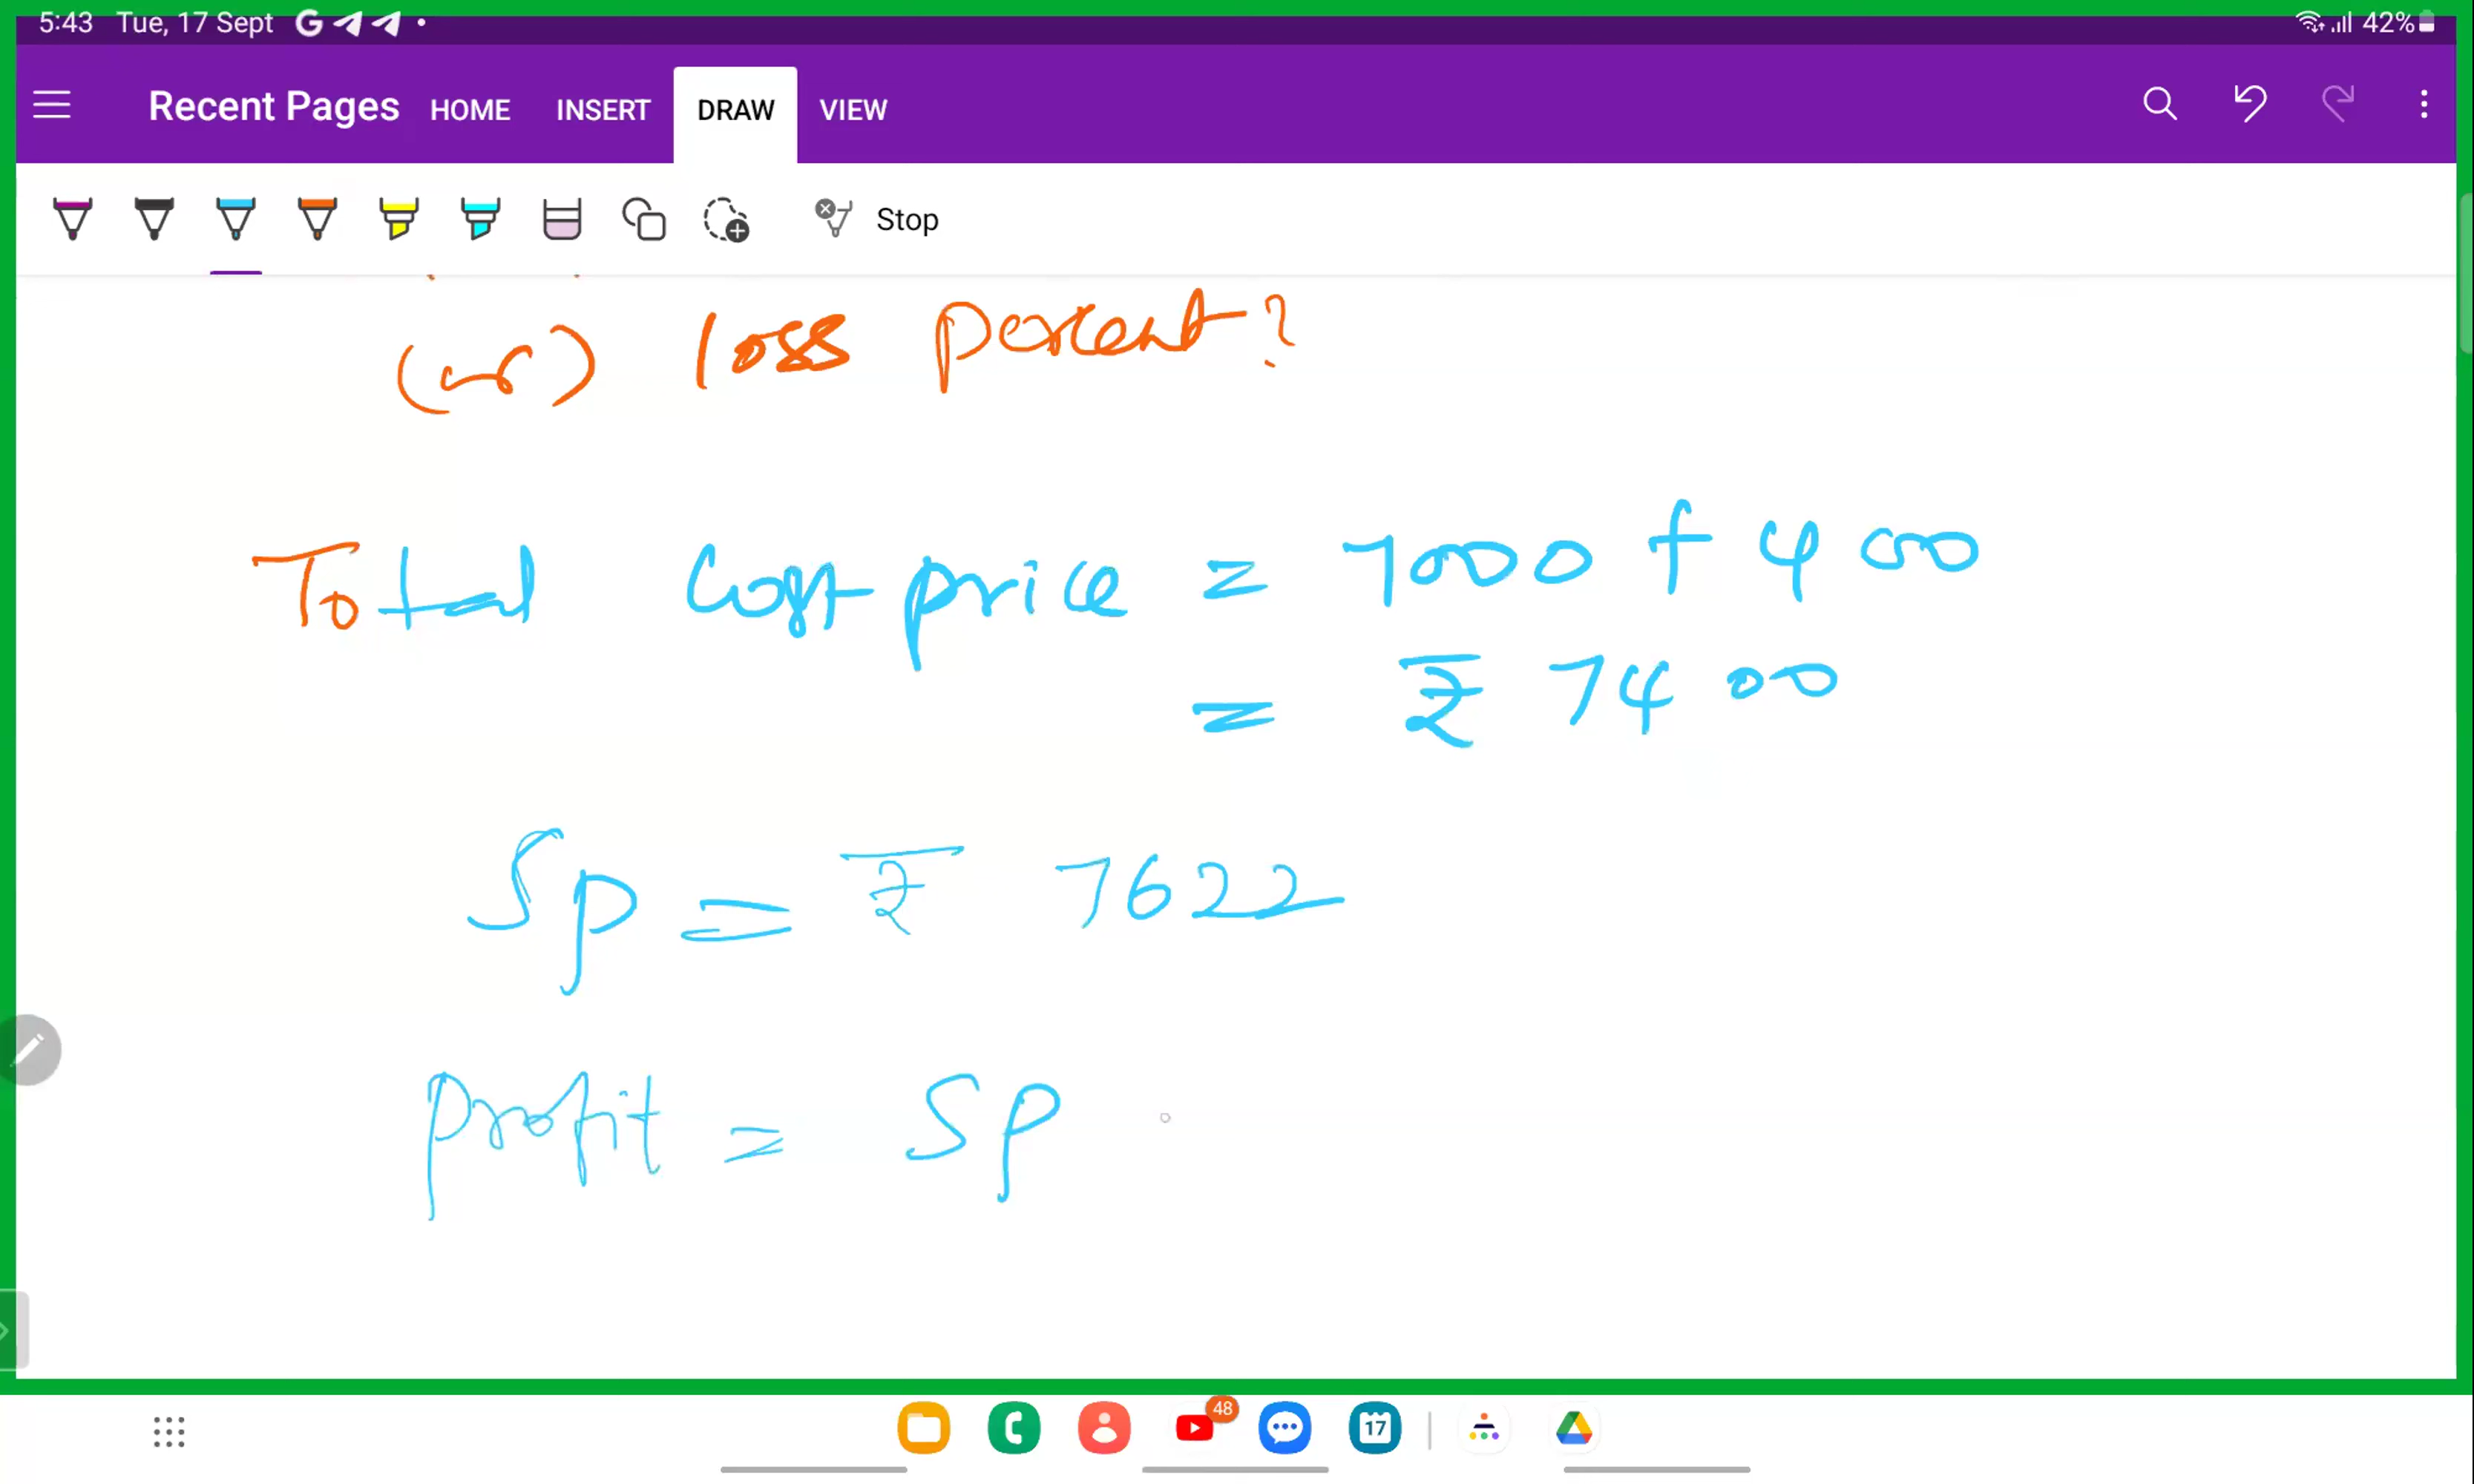 5:43 Tue, 17 Sept 42%
Recent Pages HOME INSERT DRAW VIEW
Stop
(or) loss percent?
Total Cost price = 7000 + 400
= ₹ 7400
Sp = ₹ 7622
profit = SP
48
17